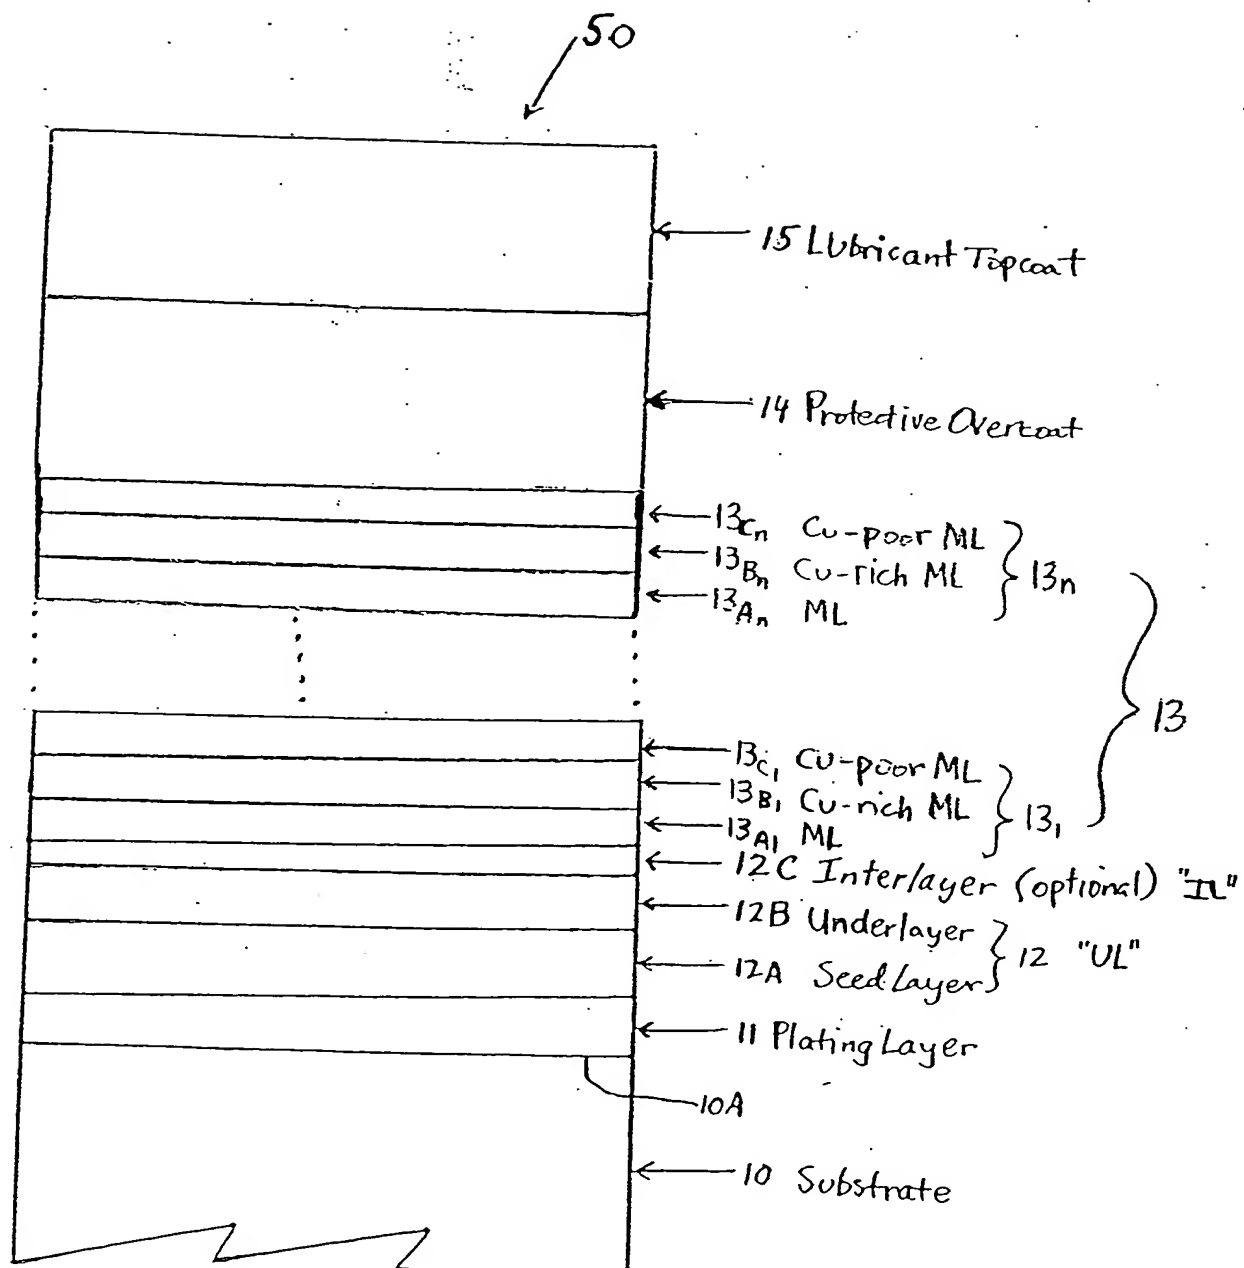 50
15 Lubricant Topcoat
14 Protective Overcoat
13Cn Cu-poor ML
13Bn Cu-rich ML
13An ML
13n
13
13C1 Cu-poor ML
13B1 Cu-rich ML
13A1 ML
131
12C Interlayer (optional) "IL"
12B Underlayer
12A Seed Layer
12 "UL"
11 Plating Layer
10A
10 Substrate